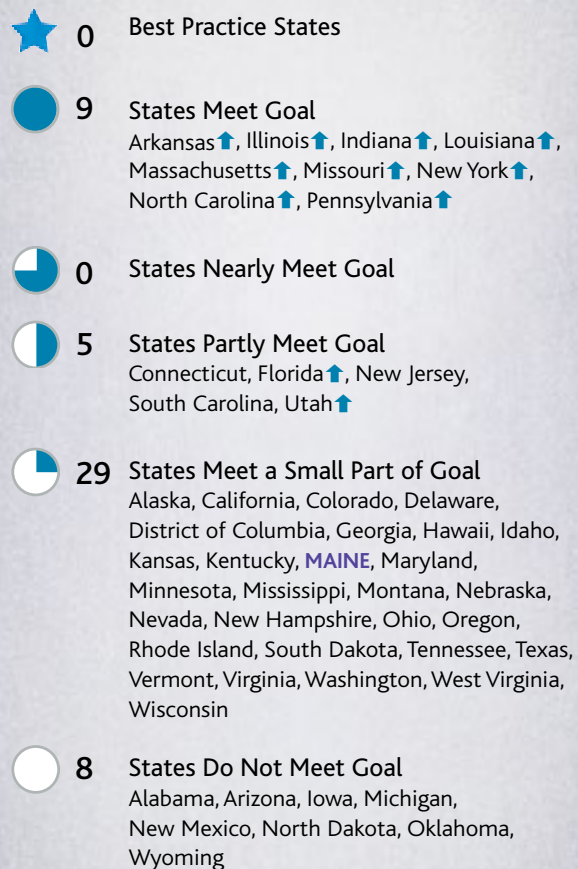 0 Best Practice States
9 States Meet Goal
Arkansas⬆, Illinois⬆, Indiana⬆, Louisiana⬆,
Massachusetts⬆, Missouri⬆, New York⬆,
North Carolina⬆, Pennsylvania⬆
0 States Nearly Meet Goal
5 States Partly Meet Goal
Connecticut, Florida⬆, New Jersey,
South Carolina, Utah⬆
29 States Meet a Small Part of Goal
Alaska, California, Colorado, Delaware,
District of Columbia, Georgia, Hawaii, Idaho,
Kansas, Kentucky, MAINE, Maryland,
Minnesota, Mississippi, Montana, Nebraska,
Nevada, New Hampshire, Ohio, Oregon,
Rhode Island, South Dakota, Tennessee, Texas,
Vermont, Virginia, Washington, West Virginia,
Wisconsin
8 States Do Not Meet Goal
Alabama, Arizona, Iowa, Michigan,
New Mexico, North Dakota, Oklahoma,
Wyoming